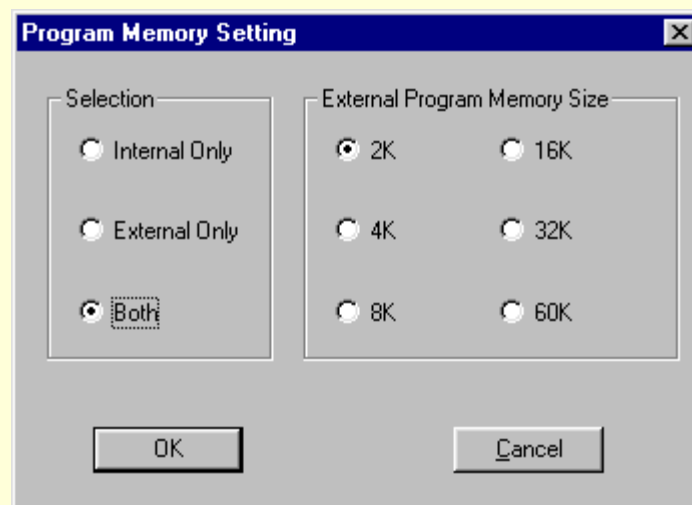 Program Memory Setting
Selection
Internal Only
External Only
Both
External Program Memory Size
2K
16K
4K
32K
8K
60K
OK
Cancel